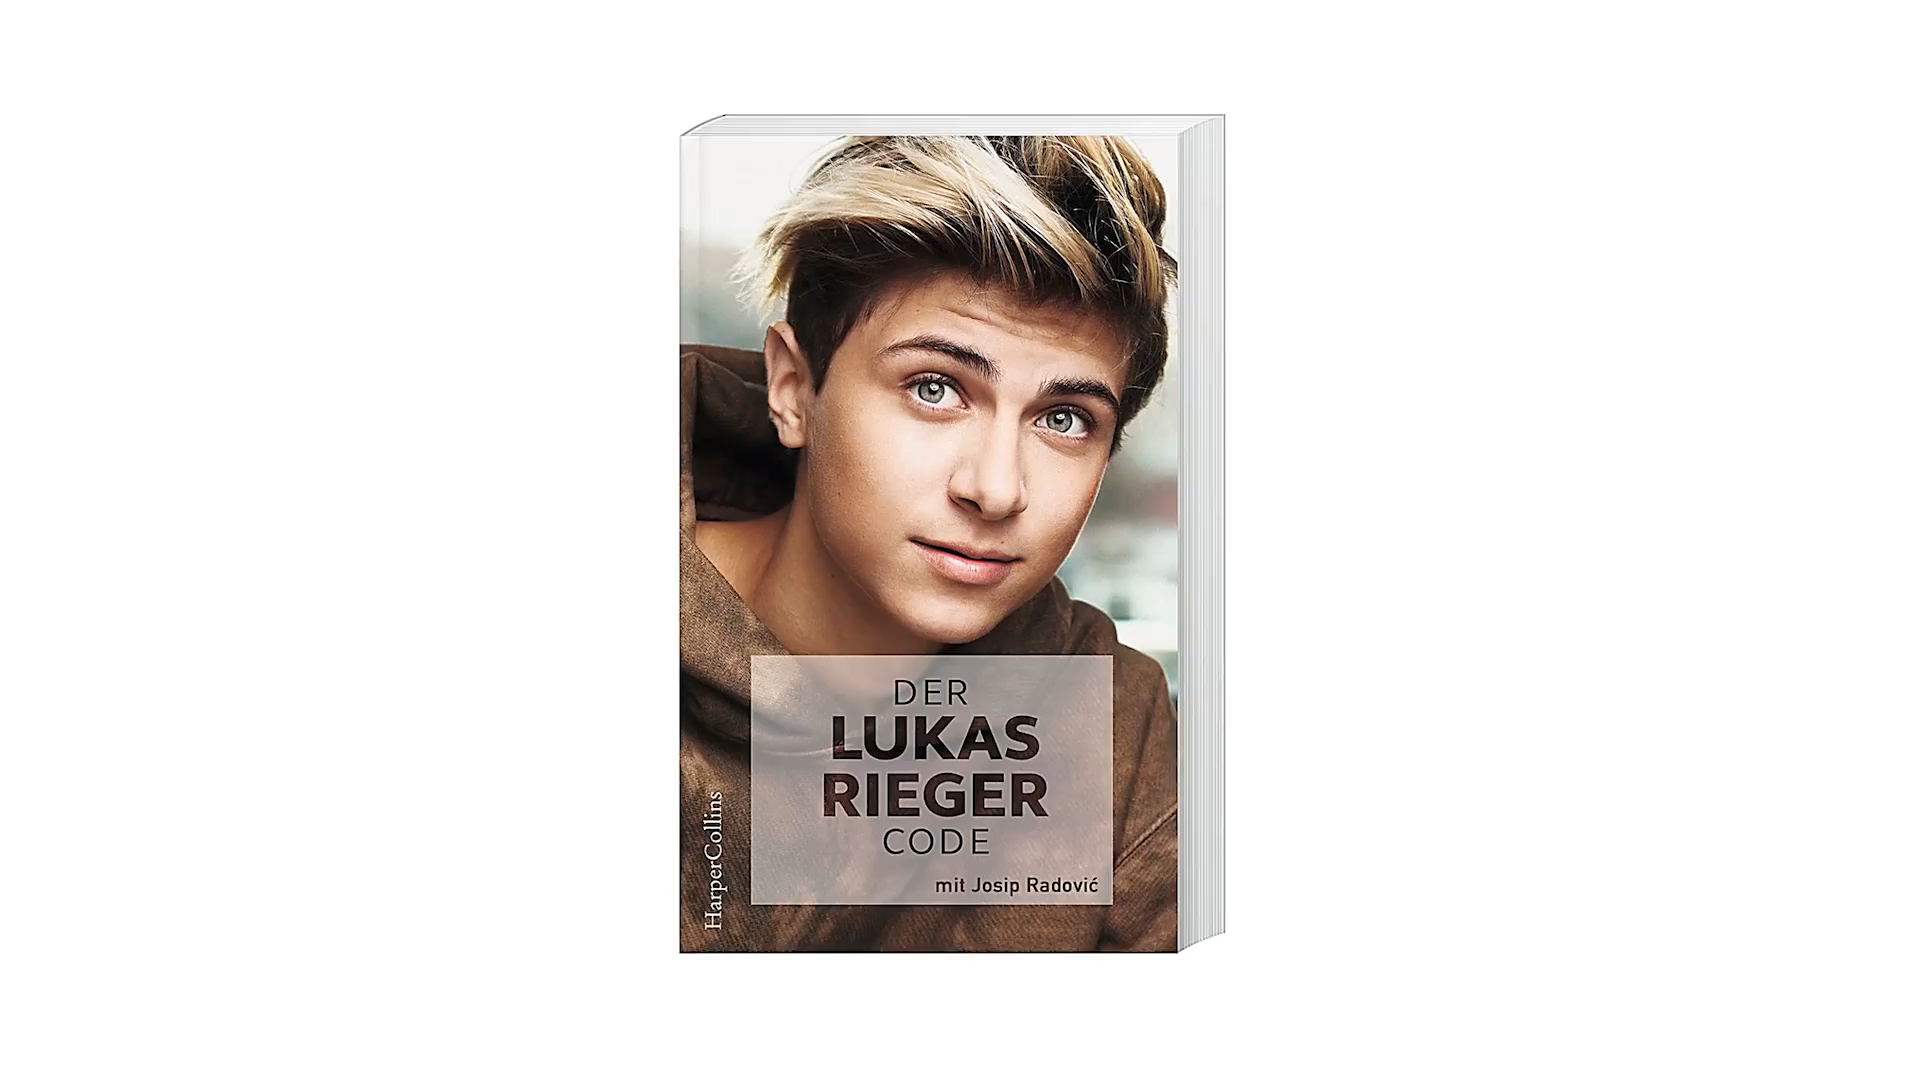 DER
LUKAS
RIEGER
CODE
mit Josip Radović
HarperCollins